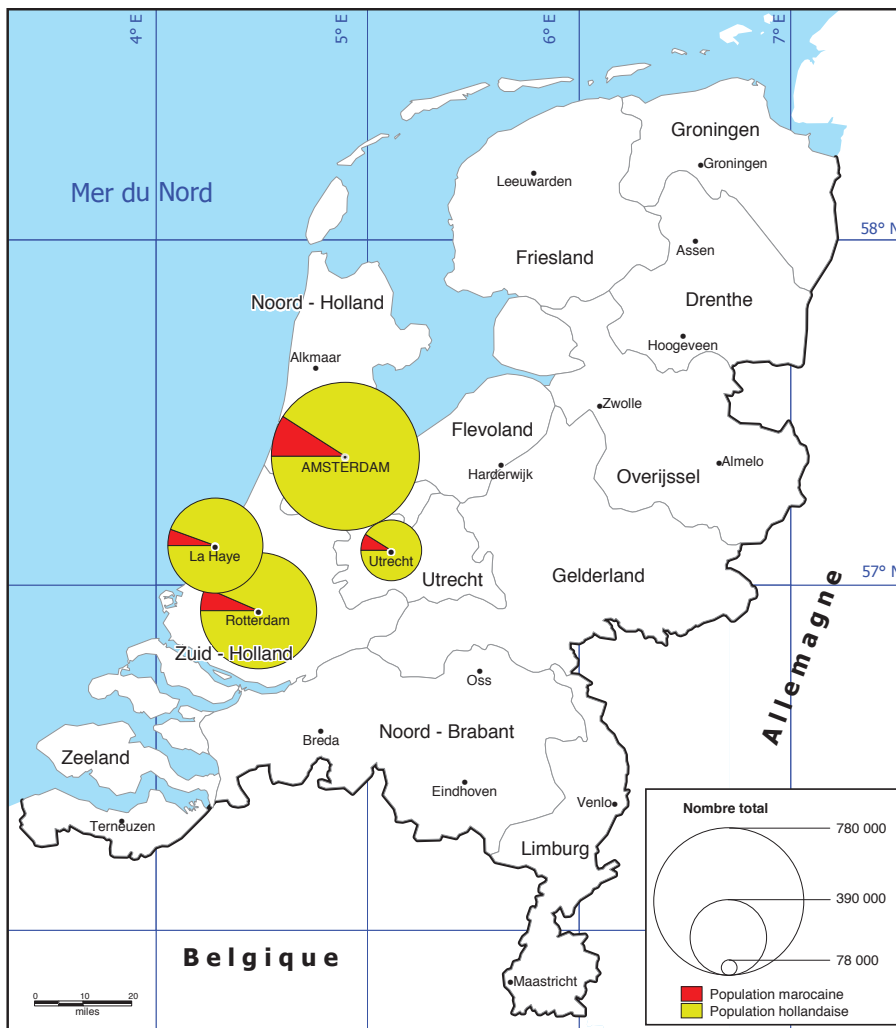 4° E
5° E
6° E
7° E
Groningen
Groningen
Leeuwarden
Mer du Nord
58° N
Assen
Friesland
Drenthe
Noord - Holland
Hoogeveen
Alkmaar
Zwolle
Flevoland
AMSTERDAM
Harderwijk
Almelo
Overijssel
La Haye
Utrecht
Utrecht
Gelderland
57° N
Rotterdam
Zuid - Holland
Allemagne
Oss
Breda
Noord - Brabant
Zeeland
Eindhoven
Venlo
Terneuzen
Limburg
Belgique
Maastricht
0 10 20
miles
Nombre total
780 000
390 000
78 000
Population marocaine
Population hollandaise